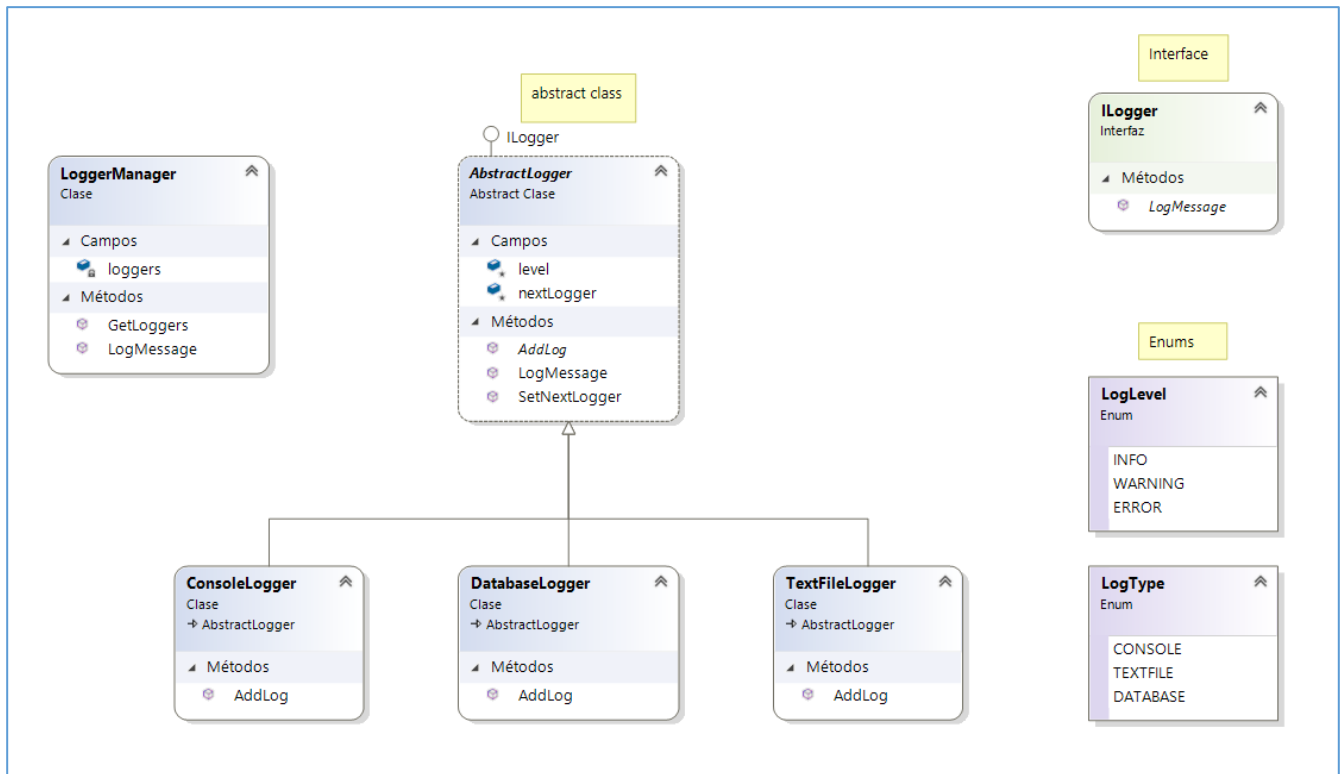 Interface
abstract class
ILogger
Interfaz
Métodos
LogMessage
ILogger
LoggerManager
Clase
Campos
loggers
Métodos
GetLoggers
LogMessage
AbstractLogger
Abstract Clase
Campos
level
nextLogger
Métodos
AddLog
LogMessage
SetNextLogger
Enums
LogLevel
Enum
INFO
WARNING
ERROR
ConsoleLogger
Clase
AbstractLogger
Métodos
AddLog
DatabaseLogger
Clase
AbstractLogger
Métodos
AddLog
TextFileLogger
Clase
AbstractLogger
Métodos
AddLog
LogType
Enum
CONSOLE
TEXTFILE
DATABASE